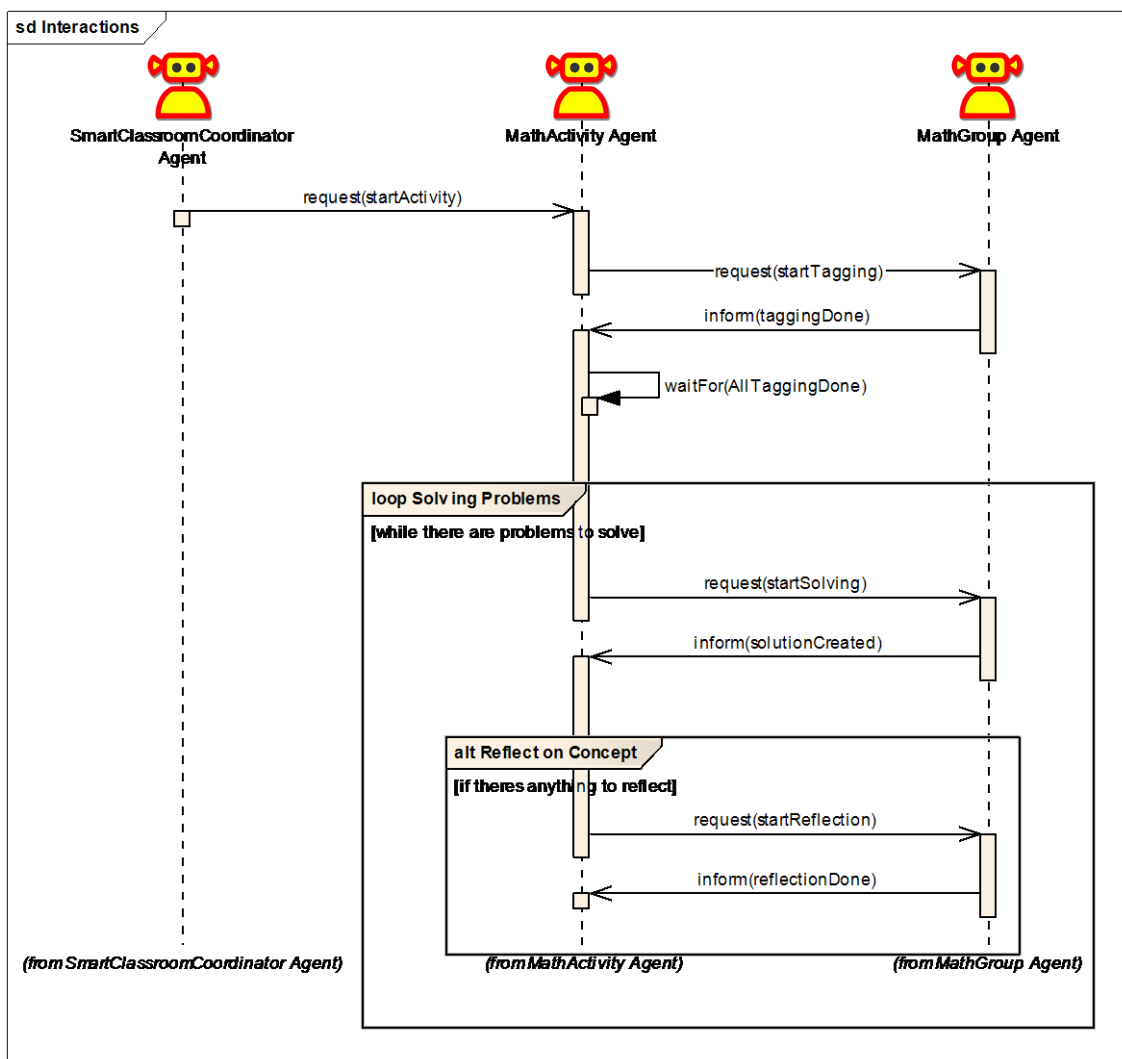 sd Interactions
SmartClassroomCoordinator
Agent
MathActivity Agent
MathGroup Agent
request(startActivity)
request(startTagging)
inform(taggingDone)
waitFor(AllTaggingDone)
loop Solving Problems
[while there are problems to solve]
request(startSolving)
inform(solutionCreated)
alt Reflect on Concept
[if theres anything to reflect]
request(startReflection)
inform(reflectionDone)
(from SmartClassroomCoordinator Agent)
(from MathActivity Agent)
(from MathGroup Agent)